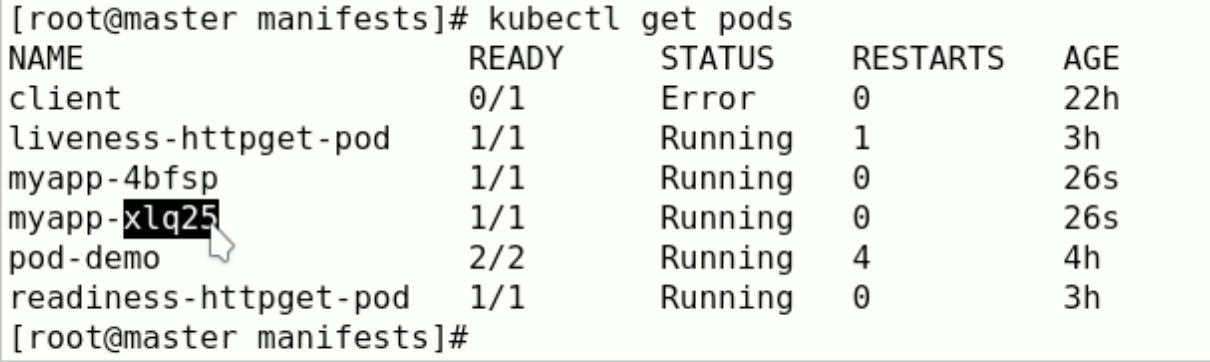 [root@master manifests]# kubectl get pods
NAME                    READY     STATUS    RESTARTS   AGE
client                  0/1       Error     0          22h
liveness-httpget-pod    1/1       Running   1          3h
myapp-4bfsp             1/1       Running   0          26s
myapp-xlq25             1/1       Running   0          26s
pod-demo                2/2       Running   4          4h
readiness-httpget-pod   1/1       Running   0          3h
[root@master manifests]#